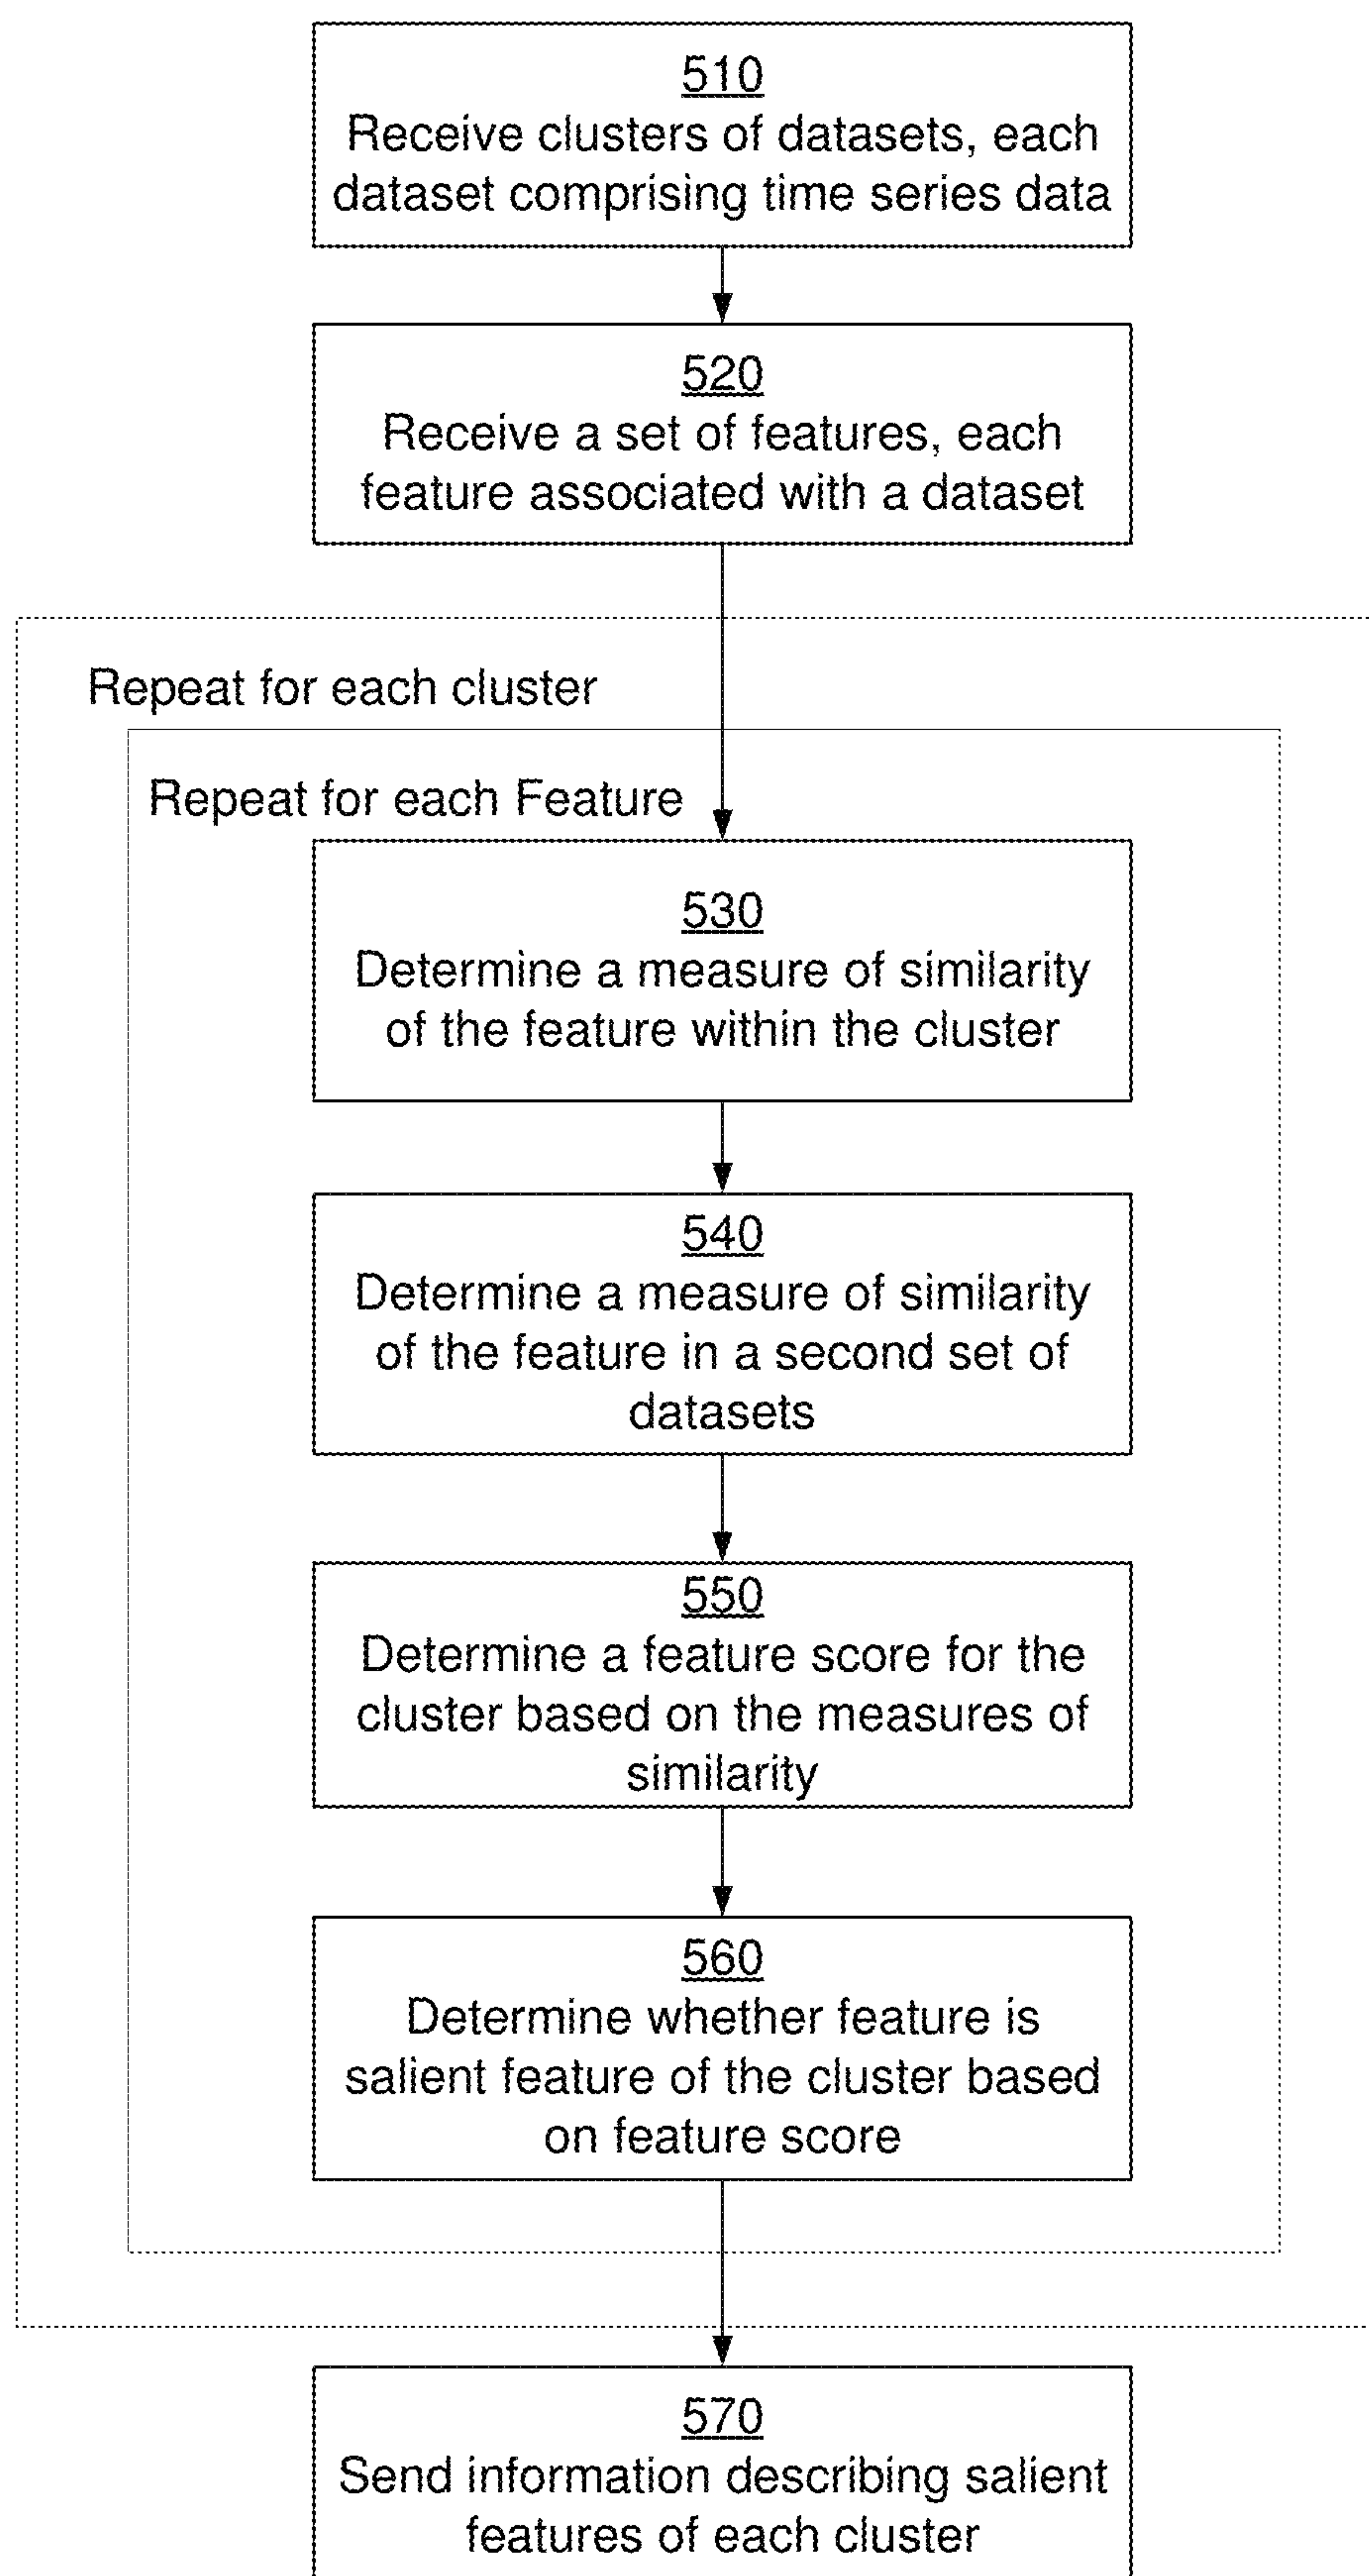 510
Receive clusters of datasets, each
dataset comprising time series data
520
Receive a set of features, each
feature associated with a dataset
Repeat for each cluster
Repeat for each Feature
530
Determine a measure of similarity
of the feature within the cluster
540
Determine a measure of similarity
of the feature in a second set of
datasets
550
Determine a feature score for the
cluster based on the measures of
similarity
560
Determine whether feature is
salient feature of the cluster based
on feature score
570
Send information describing salient
features of each cluster